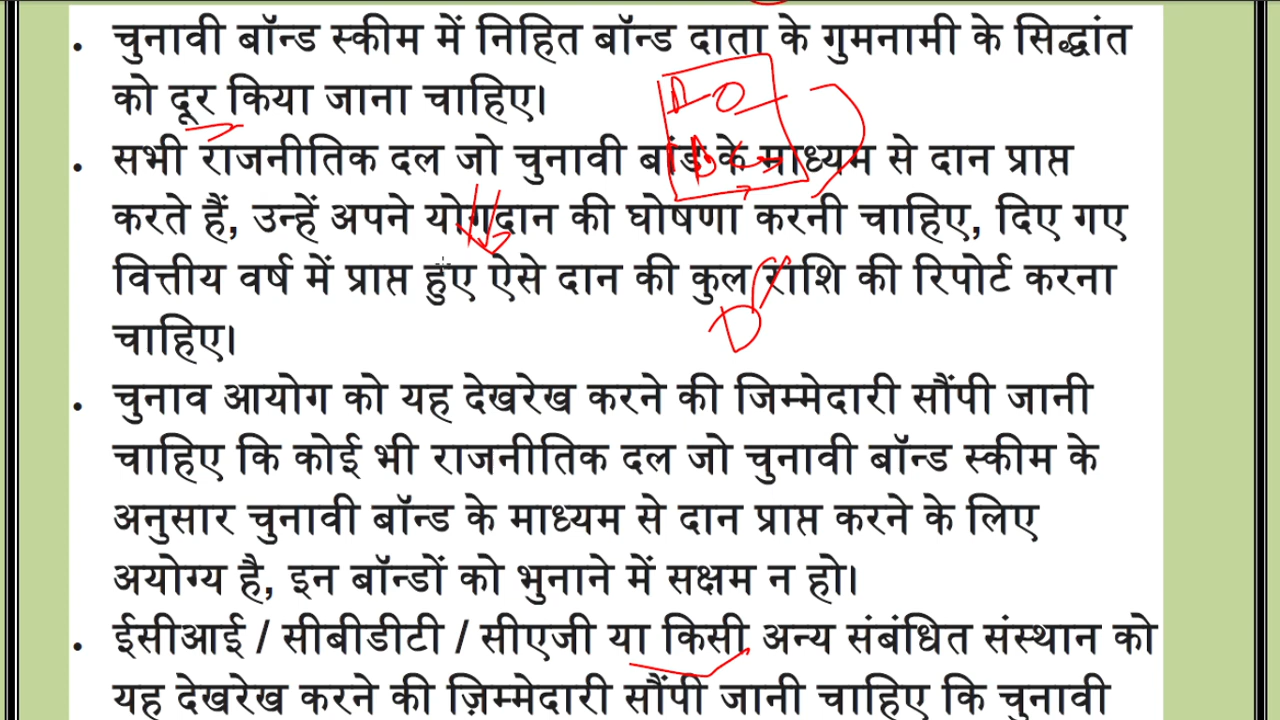 • चुनावी बॉन्ड स्कीम में निहित बॉन्ड दाता के गुमनामी के सिद्धांत
को दूर किया जाना चाहिए।
• सभी राजनीतिक दल जो चुनावी बांड के माध्यम से दान प्राप्त
करते हैं, उन्हें अपने योगदान की घोषणा करनी चाहिए, दिए गए
वित्तीय वर्ष में प्राप्त हुए ऐसे दान की कुल राशि की रिपोर्ट करना
चाहिए।
• चुनाव आयोग को यह देखरेख करने की जिम्मेदारी सौंपी जानी
चाहिए कि कोई भी राजनीतिक दल जो चुनावी बॉन्ड स्कीम के
अनुसार चुनावी बॉन्ड के माध्यम से दान प्राप्त करने के लिए
अयोग्य है, इन बॉन्डों को भुनाने में सक्षम न हो।
• ईसीआई / सीबीडीटी / सीएजी या किसी अन्य संबंधित संस्थान को
यह देखरेख करने की ज़िम्मेदारी सौंपी जानी चाहिए कि चुनावी